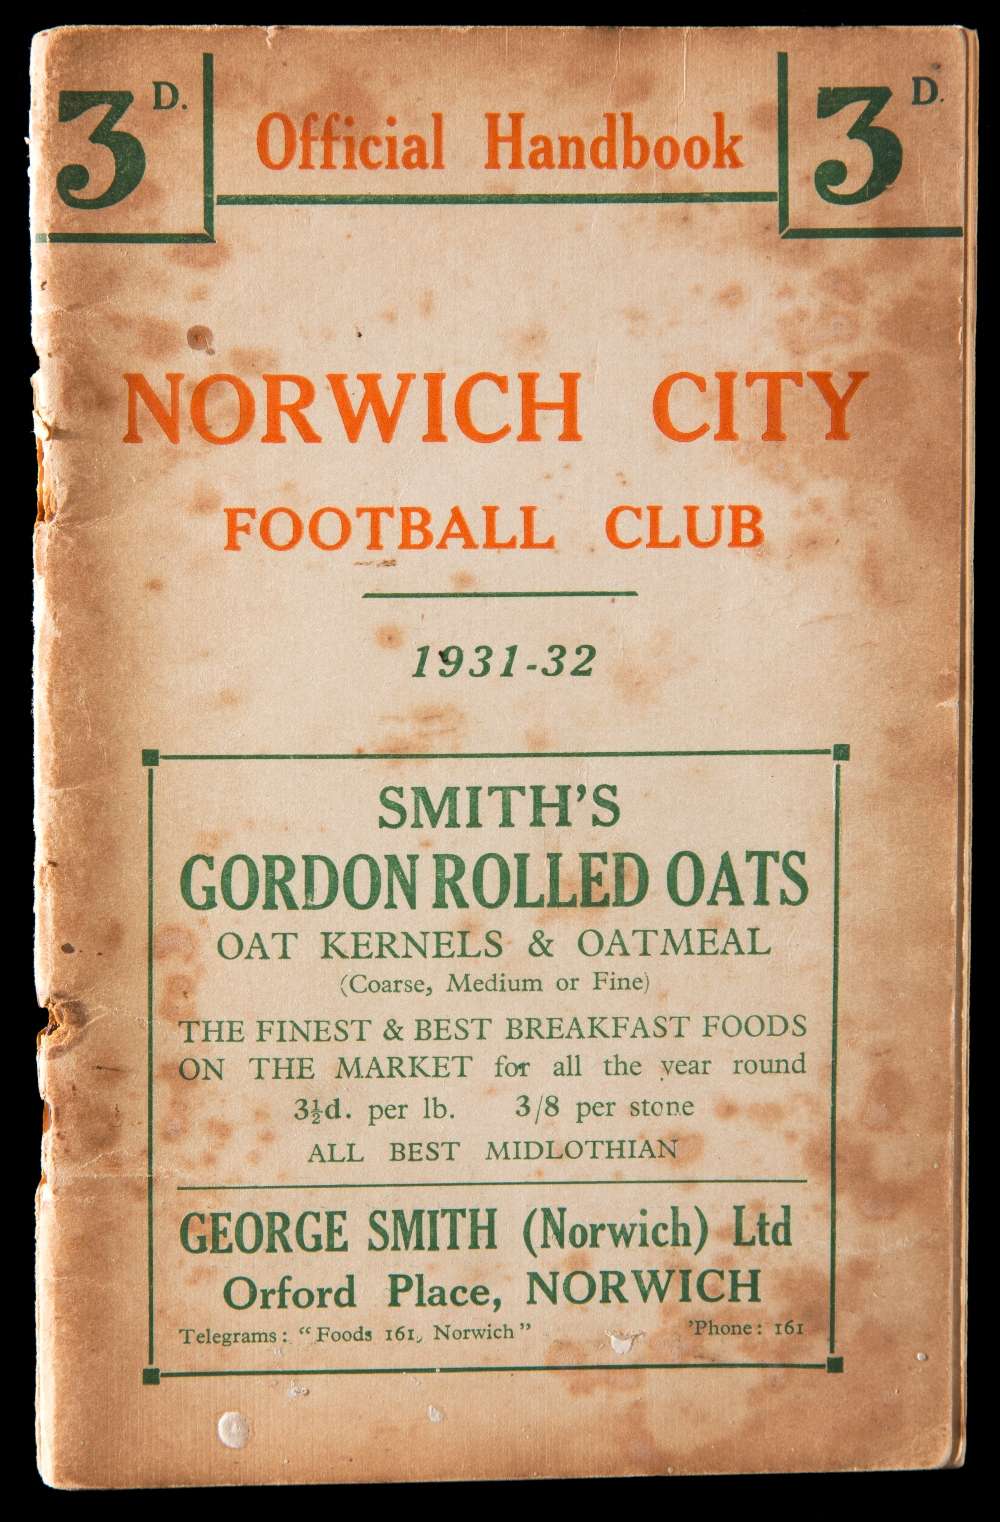 3D. Official Handbook 3D.
NORWICH CITY
FOOTBALL CLUB
1931-32
SMITH'S
GORDON ROLLED OATS
OAT KERNELS & OATMEAL
(Coarse, Medium or Fine)
THE FINEST & BEST BREAKFAST FOODS
ON THE MARKET for all the year round
3½d. per lb. 3/8 per stone
ALL BEST MIDLOTHIAN
GEORGE SMITH (Norwich) Ltd
Orford Place, NORWICH
Telegrams: "Foods 161, Norwich" 'Phone: 161